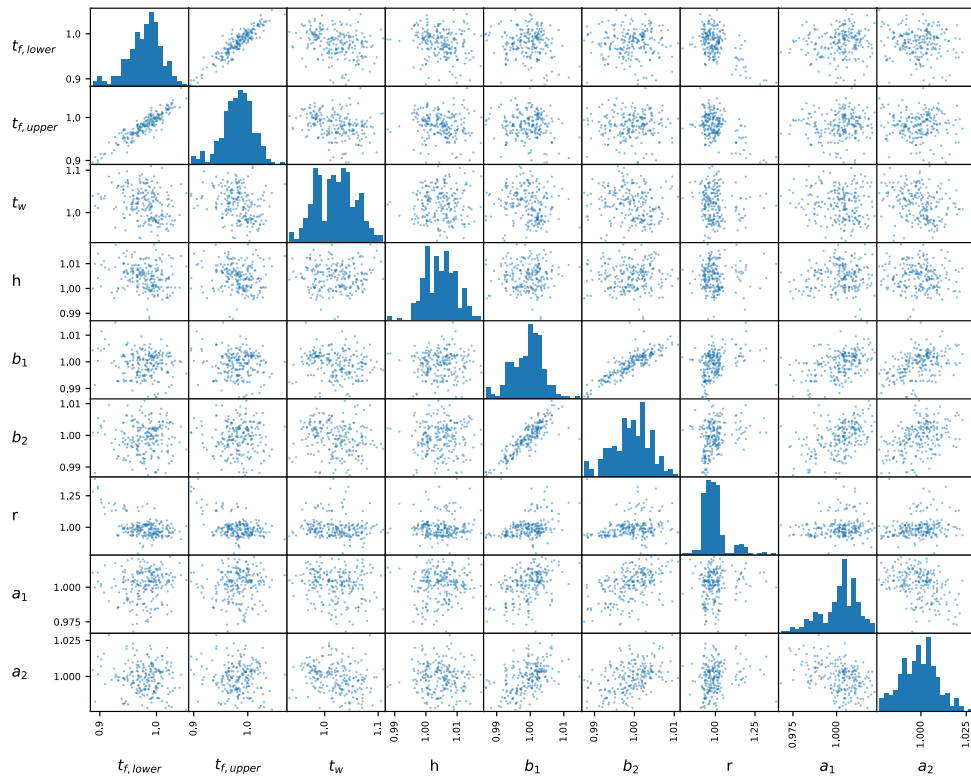 t_{f,lower} 1.0 0.9
t_{f,upper} 1.0 0.9
t_w 1.1 1.0
h 1.01 1.00 0.99
b_1 1.01 1.00 0.99
b_2 1.01 1.00 0.99
r 1.25 1.00
a_1 1.000 0.975
a_2 1.025 1.000
0.9 1.0 0.9 1.0 1.0 1.1 0.99 1.00 1.01 0.99 1.00 1.01 0.99 1.00 1.01 1.00 1.25 0.975 1.000 1.000 1.025
t_{f,lower} t_{f,upper} t_w h b_1 b_2 r a_1 a_2